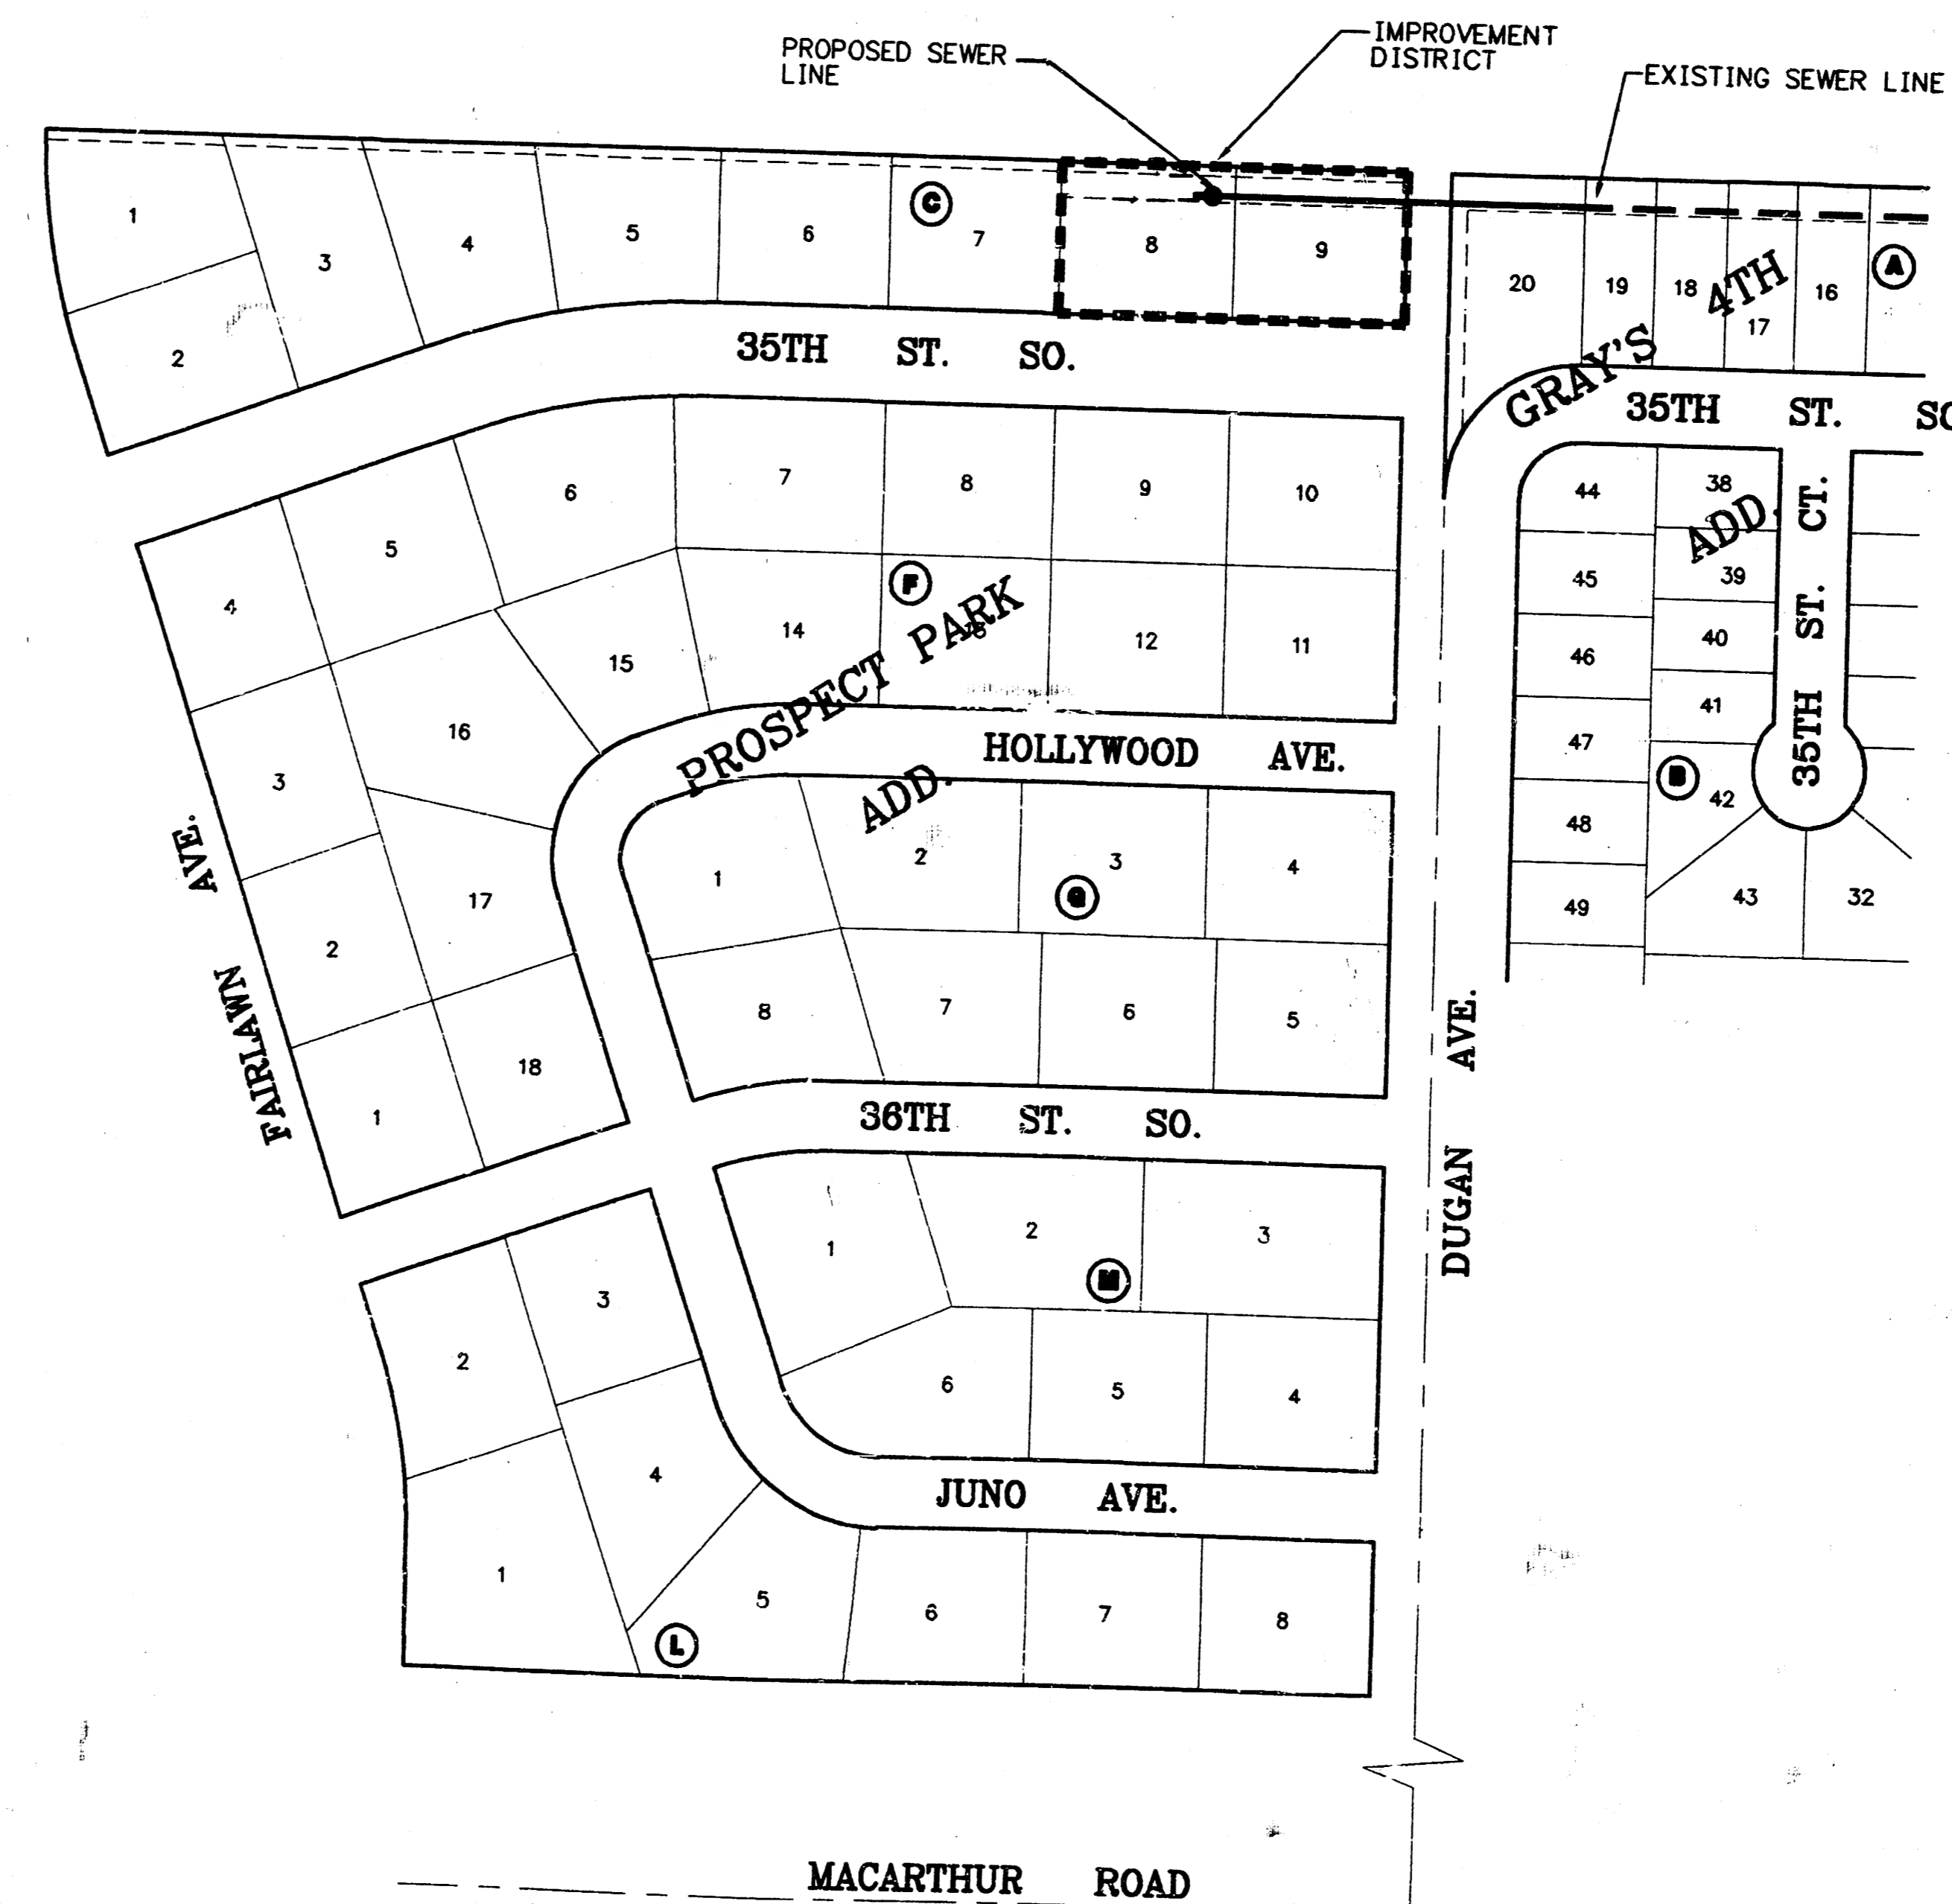 PROPOSED SEWER
LINE
IMPROVEMENT
DISTRICT
EXISTING SEWER LINE
1
2
3
4
5
6
C
7
8
9
20
19
18
17
16
A
35TH ST. SO.
GRAY'S 4TH
ADD.
35TH ST.
35TH ST. CT.
4
5
6
7
8
9
10
F
14
12
11
15
16
3
17
2
18
1
PROSPECT PARK
ADD.
HOLLYWOOD AVE.
FAIRLAWN AVE.
44
38
45
39
46
40
47
41
B
42
48
49
43
32
1
2
3
4
G
8
7
6
5
36TH ST. SO.
DUGAN AVE.
1
2
3
M
6
5
4
JUNO AVE.
2
3
4
1
5
L
6
7
8
MACARTHUR ROAD